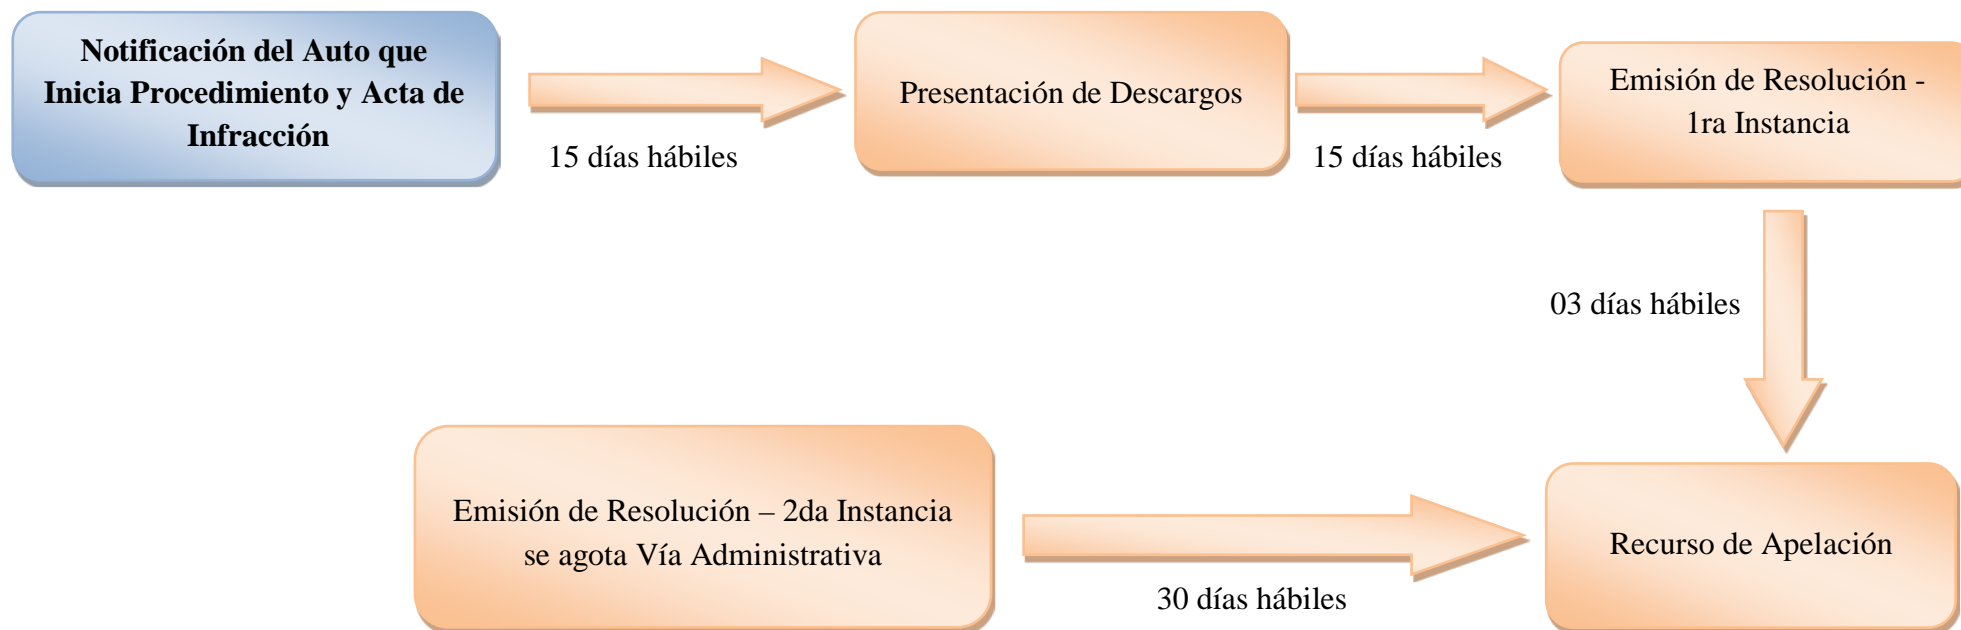 Notificación del Auto que
Inicia Procedimiento y Acta de
Infracción
15 días hábiles
Presentación de Descargos
15 días hábiles
Emisión de Resolución -
1ra Instancia
03 días hábiles
Emisión de Resolución – 2da Instancia
se agota Vía Administrativa
30 días hábiles
Recurso de Apelación